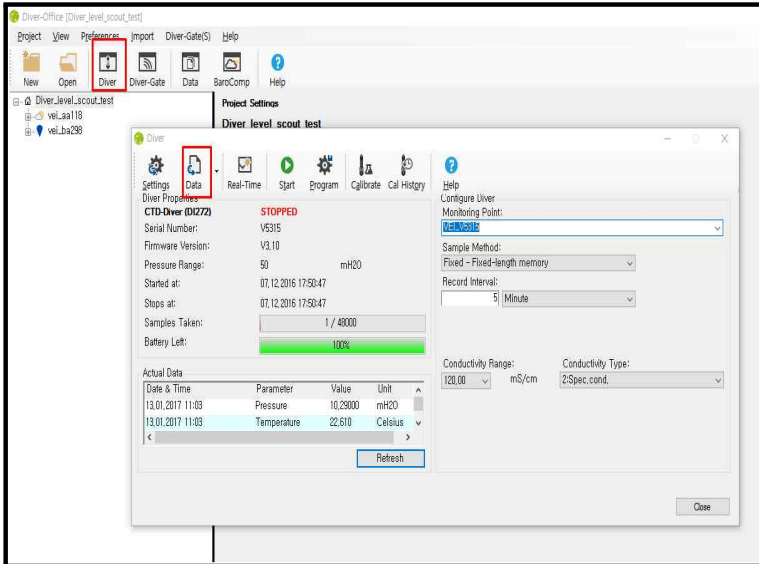 Diver-Office [Diver_level_scout_test]
Project View Preferences Import Diver-Gate(S) Help
New Open Diver Diver-Gate Data BaroComp Help
Diver_level_scout_test
vei_aa118
vei_ba298
Project Settings
Diver level scout test
Diver
Settings Data Real-Time Start Program Calibrate Cal History Help
Diver Properties
CTD-Diver (DI272) STOPPED
Serial Number: V5315
Firmware Version: V3,10
Pressure Range: 50 mH2O
Started at: 07,12,2016 17:50:47
Stops at: 07,12,2016 17:50:47
Samples Taken: 1 / 48000
Battery Left: 100%
Actual Data
Date & Time Parameter Value Unit
13,01,2017 11:03 Pressure 10,29000 mH2O
13,01,2017 11:03 Temperature 22,610 Celsius
Refresh
Configure Diver
Monitoring Point:
VEI_V5315
Sample Method:
Fixed - Fixed-length memory
Record Interval:
5 Minute
Conductivity Range: Conductivity Type:
120,00 mS/cm 2:Spec,cond,
Close